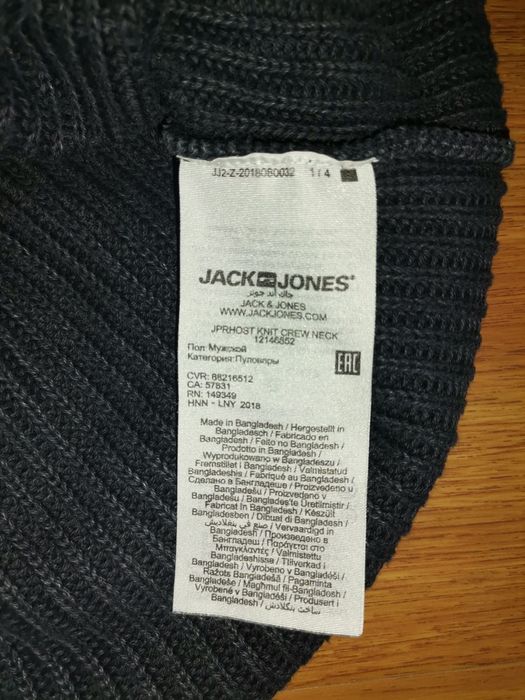 JJ2-Z-2018080032 1 / 4
JACK JONES®
جاك أند جونز
JACK & JONES
WWW.JACKJONES.COM
JPRHOST KNIT CREW NECK
12146852
Пол: Мужской
Категория:Пуловеры
EAC
CVR: 88216512
CA: 57831
RN: 149349
HNN - LNY 2018
Made in Bangladesh / Hergestellt in
Bangladesch / Fabricado en
Bangladesh / Feito no Bangladesh /
Prodotto in Bangladesh /
Wyprodukowano w Bangladeszu /
Fremstillet i Bangladesh / Valmistatud
Bangladeshis / Fabriqué au Bangladesh /
Сделано в Бангладеше / Proizvedeno u
Bangladešu / Proizvedeno v
Bangladešu / Bangladeş'te Üretilmiştir /
Fabricat în Bangladesh / Készült
Bangladesben / Dibuat di Bangladesh /
صنع في بنغلاديش / Vervaardigd in
Bangladesh / Произведено в
Бангладеш / Παράγεται στο
Μπαγκλαντές / Valmistettu
Bangladeshissa / Tillverkad i
Bangladesh / Vyrobeno v Bangladéši /
Ražots Bangladešā / Pagaminta
Bangladeše / Maghmul fil- Bangladesh /
Vyrobené v Bangladéši / Produsert i
Bangladesh / ساخت بنگلادش